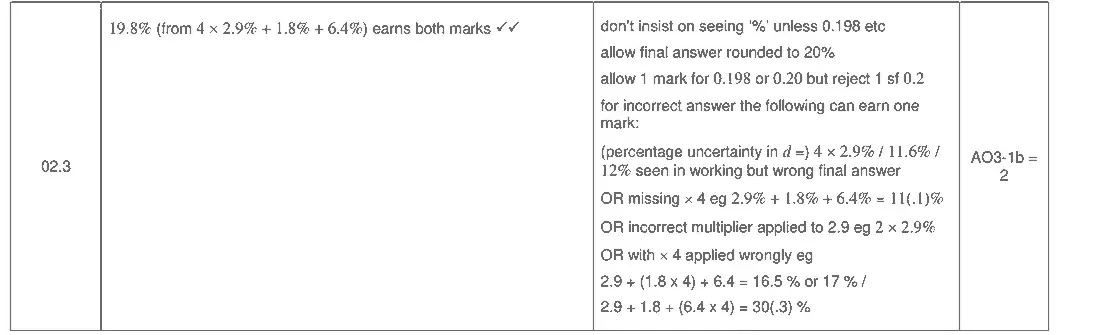 02.3
19.8% (from 4 × 2.9% + 1.8% + 6.4%) earns both marks ✓✓
don't insist on seeing '%' unless 0.198 etc
allow final answer rounded to 20%
allow 1 mark for 0.198 or 0.20 but reject 1 sf 0.2
for incorrect answer the following can earn one
mark:
(percentage uncertainty in d =) 4 × 2.9% / 11.6% /
12% seen in working but wrong final answer
OR missing × 4 eg 2.9% + 1.8% + 6.4% = 11(.1)%
OR incorrect multiplier applied to 2.9 eg 2 × 2.9%
OR with × 4 applied wrongly eg
2.9 + (1.8 x 4) + 6.4 = 16.5 % or 17 % /
2.9 + 1.8 + (6.4 x 4) = 30(.3) %
AO3-1b =
2